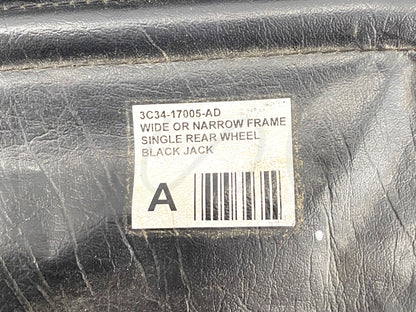 3C34-17005-AD
WIDE OR NARROW FRAME
SINGLE REAR WHEEL
BLACK JACK
A